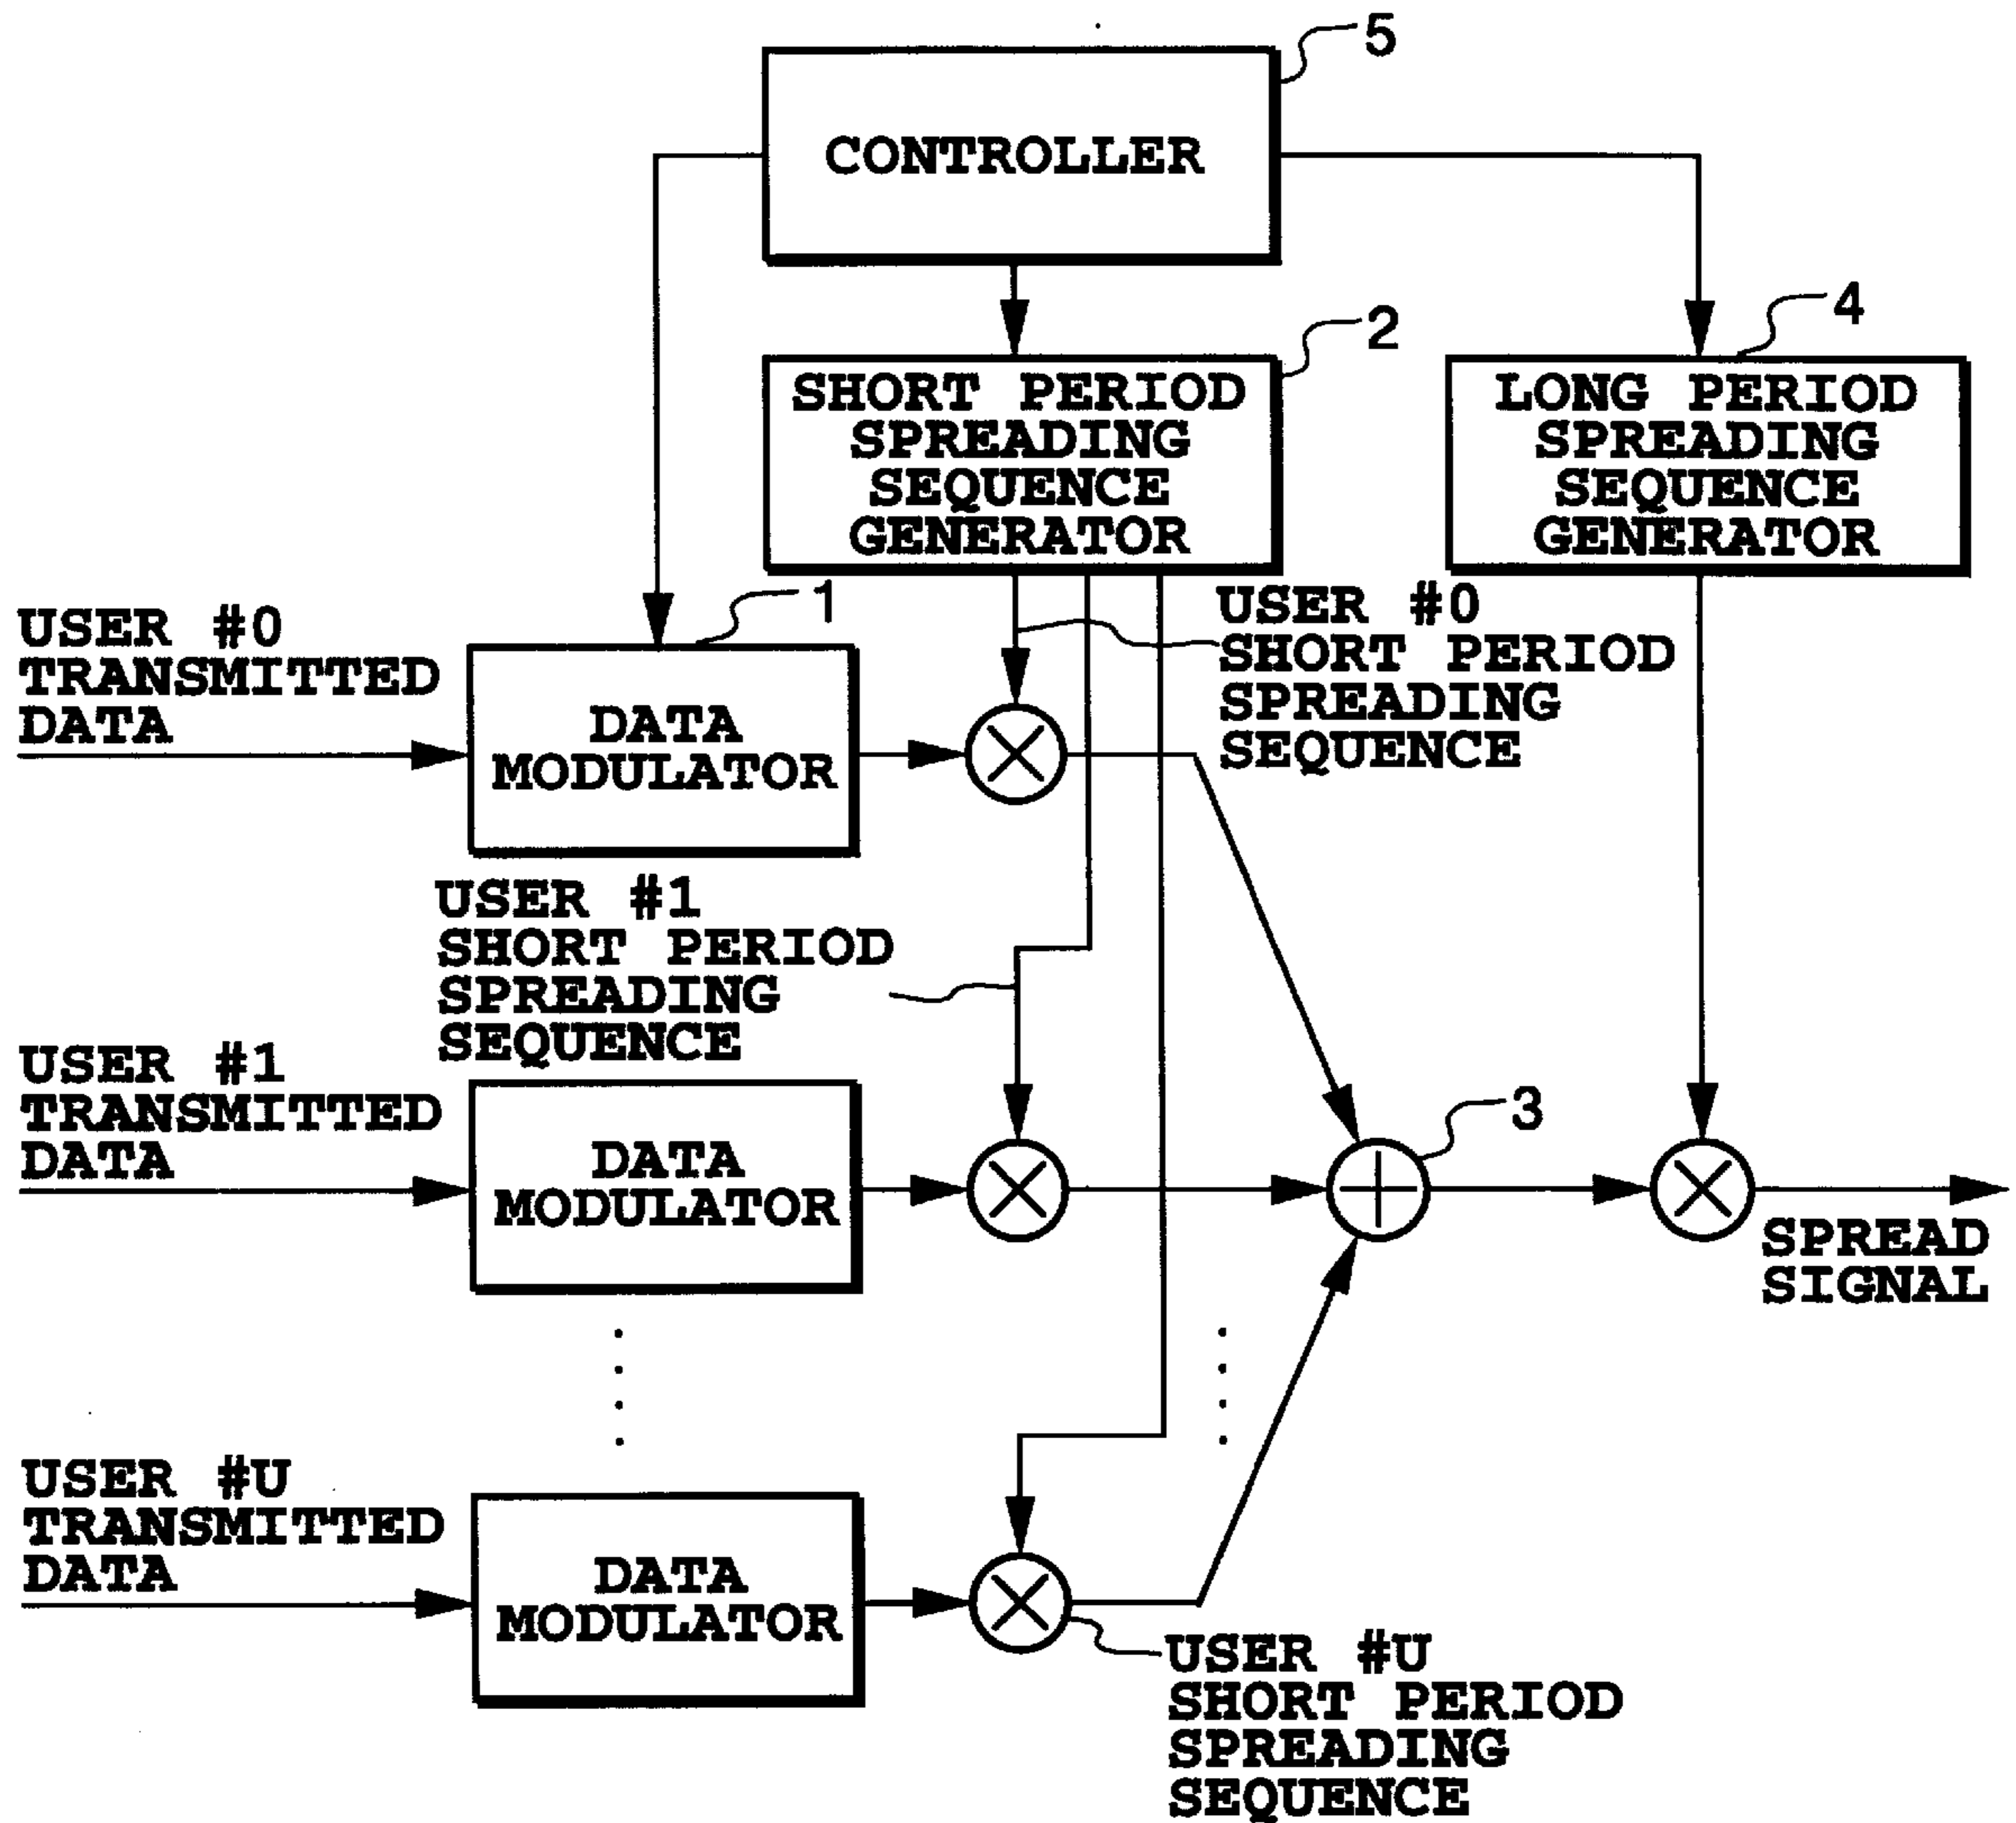 5
CONTROLLER
2
4
SHORT PERIOD
SPREADING
SEQUENCE
GENERATOR
LONG PERIOD
SPREADING
SEQUENCE
GENERATOR
1
USER #0
TRANSMITTED
DATA
DATA
MODULATOR
USER #0
SHORT PERIOD
SPREADING
SEQUENCE
USER #1
SHORT PERIOD
SPREADING
SEQUENCE
USER #1
TRANSMITTED
DATA
DATA
MODULATOR
3
SPREAD
SIGNAL
USER #U
TRANSMITTED
DATA
DATA
MODULATOR
USER #U
SHORT PERIOD
SPREADING
SEQUENCE